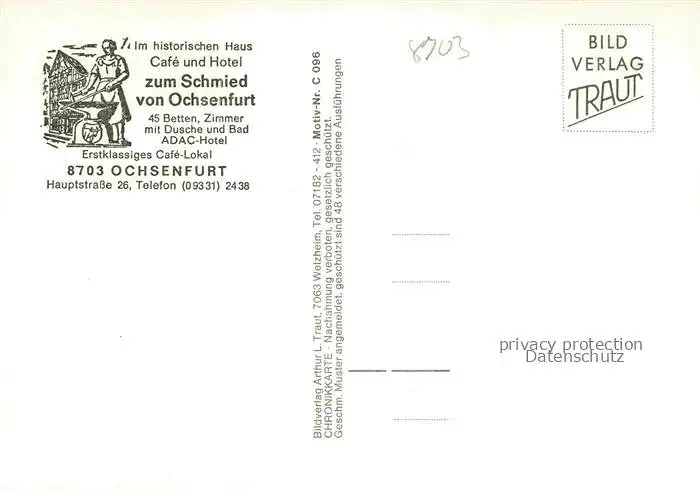 Im historischen Haus
Café und Hotel
zum Schmied
von Ochsenfurt
45 Betten, Zimmer
mit Dusche und Bad
ADAC-Hotel
Erstklassiges Café-Lokal
8703 OCHSENFURT
Hauptstraße 26, Telefon (09331) 2438
Bildverlag Arthur L. Traut, 7063 Welzheim, Tel. 07182 - 412 · Motiv-Nr. C 096
CHRONIKKARTE · Nachahmung verboten, gesetzlich geschützt.
Geschm. Muster angemeldet, geschützt sind 48 verschiedene Ausführungen
8703
BILD
VERLAG
TRAUT
privacy protection
Datenschutz